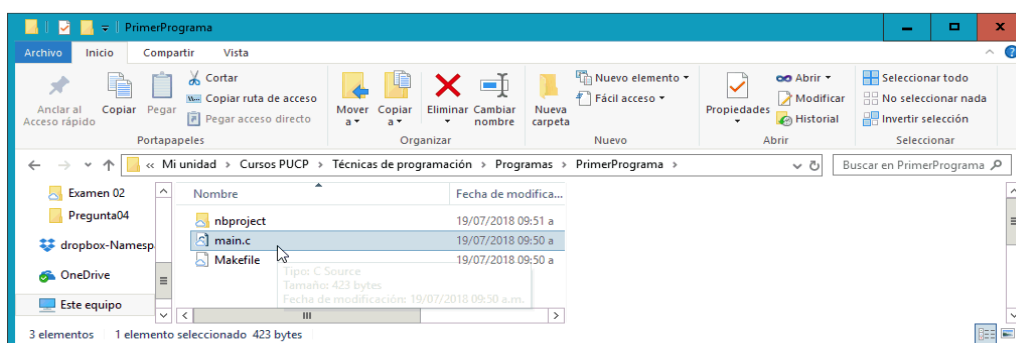 PrimerPrograma
Archivo Inicio Compartir Vista
Anclar al Acceso rápido
Copiar
Pegar
Cortar
Copiar ruta de acceso
Pegar acceso directo
Portapapeles
Mover a
Copiar a
Eliminar
Cambiar nombre
Organizar
Nueva carpeta
Nuevo elemento
Fácil acceso
Nuevo
Propiedades
Abrir
Modificar
Historial
Abrir
Seleccionar todo
No seleccionar nada
Invertir selección
Seleccionar
« Mi unidad > Cursos PUCP > Técnicas de programación > Programas > PrimerPrograma >
Buscar en PrimerPrograma
Examen 02
Pregunta04
dropbox-Namesp
OneDrive
Este equipo
Nombre Fecha de modifica...
nbproject 19/07/2018 09:51 a
main.c 19/07/2018 09:50 a
Makefile 19/07/2018 09:50 a
Tipo: C Source
Tamaño: 423 bytes
Fecha de modificación: 19/07/2018 09:50 a.m.
3 elementos 1 elemento seleccionado 423 bytes